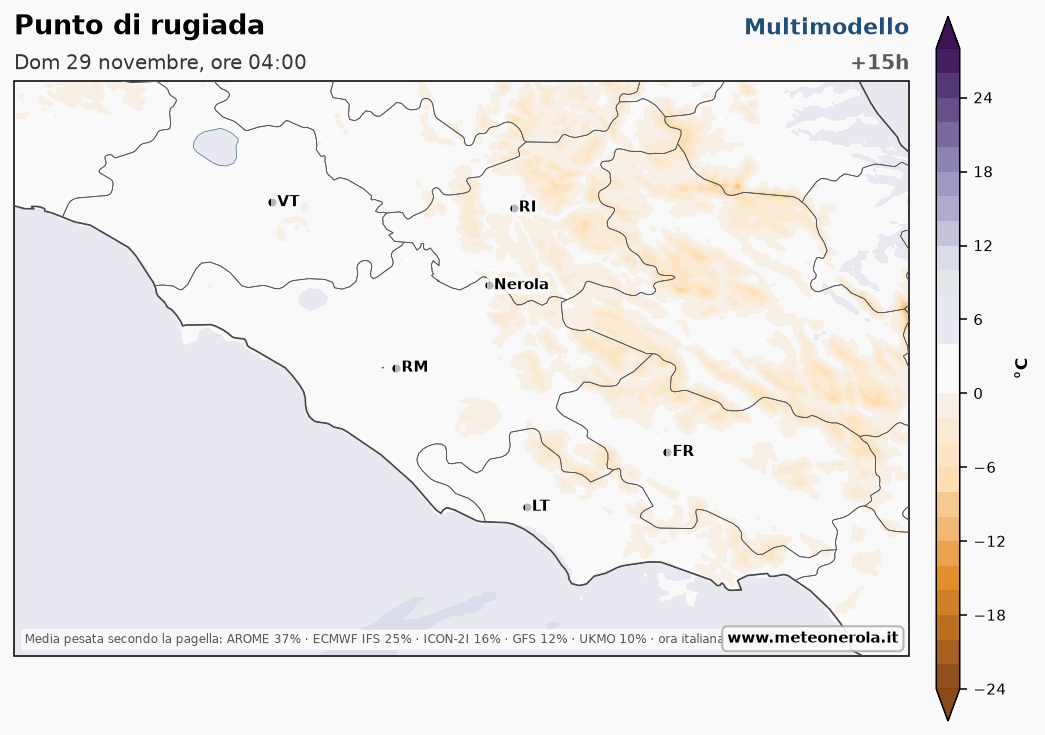 Punto di rugiada
Multimodello
Dom 29 novembre, ore 04:00
+15h
VT
RI
Nerola
RM
FR
LT
Media pesata secondo la pagella: AROME 37% · ECMWF IFS 25% · ICON-2I 16% · GFS 12% · UKMO 10% · ora italiana
www.meteonerola.it
24
18
12
6
0
−6
−12
−18
−24
°C